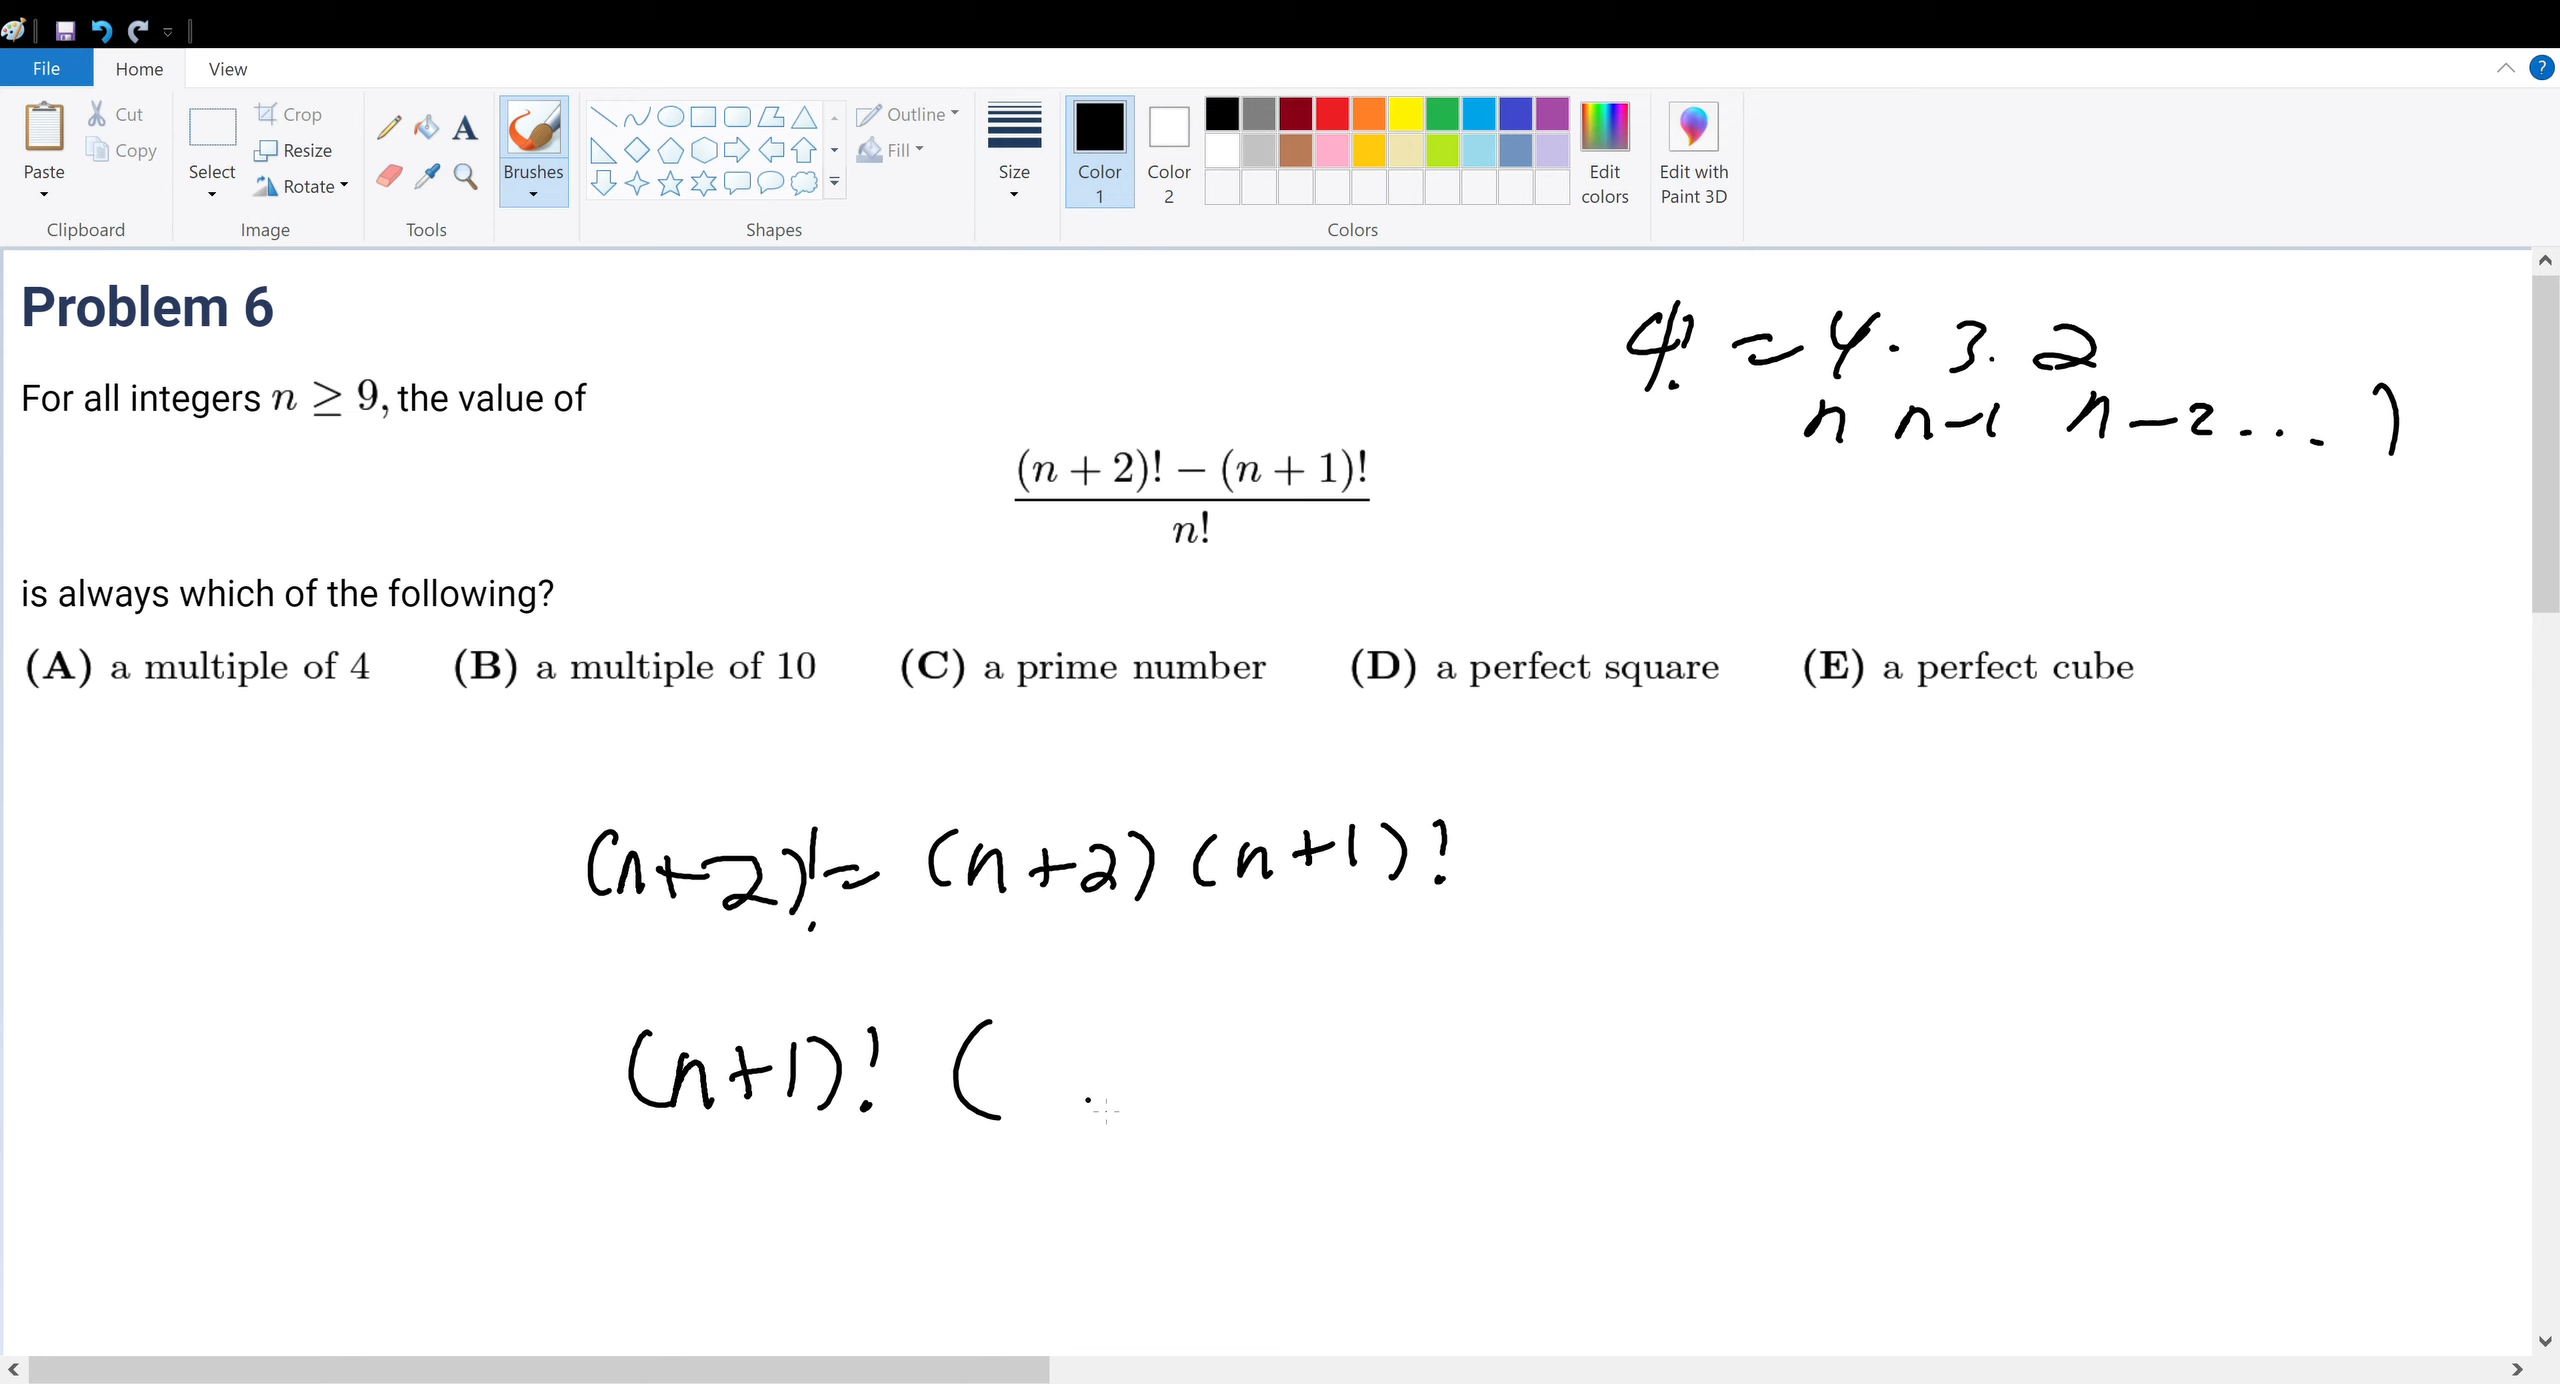 File Home View
Paste
Cut
Copy
Clipboard
Select
Crop
Resize
Rotate
Image
Tools
Brushes
Outline
Fill
Shapes
Size
Color 1
Color 2
Edit colors
Colors
Edit with Paint 3D
Problem 6
For all integers n ≥ 9, the value of
(n + 2)! − (n + 1)!
n!
is always which of the following?
(A) a multiple of 4 (B) a multiple of 10 (C) a prime number (D) a perfect square (E) a perfect cube
4! = 4 · 3 · 2
n n-1 n-2 ... 1
(n+2)! = (n+2) (n+1)!
(n+1)! (